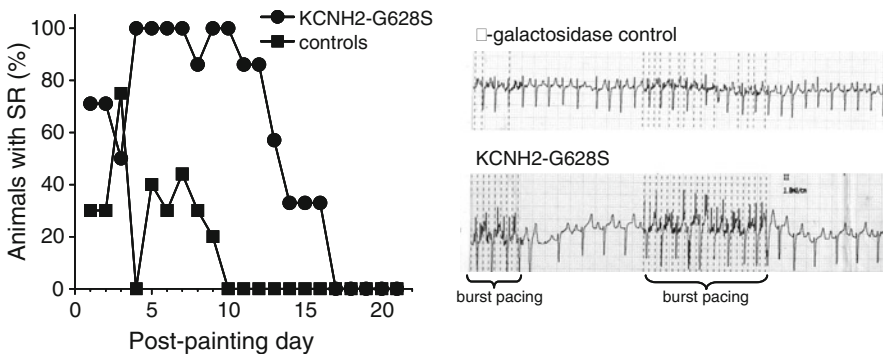 KCNH2-G628S
controls
Animals with SR (%)
100
80
60
40
20
0
0 5 10 15 20
Post-painting day
□-galactosidase control
KCNH2-G628S
burst pacing
burst pacing